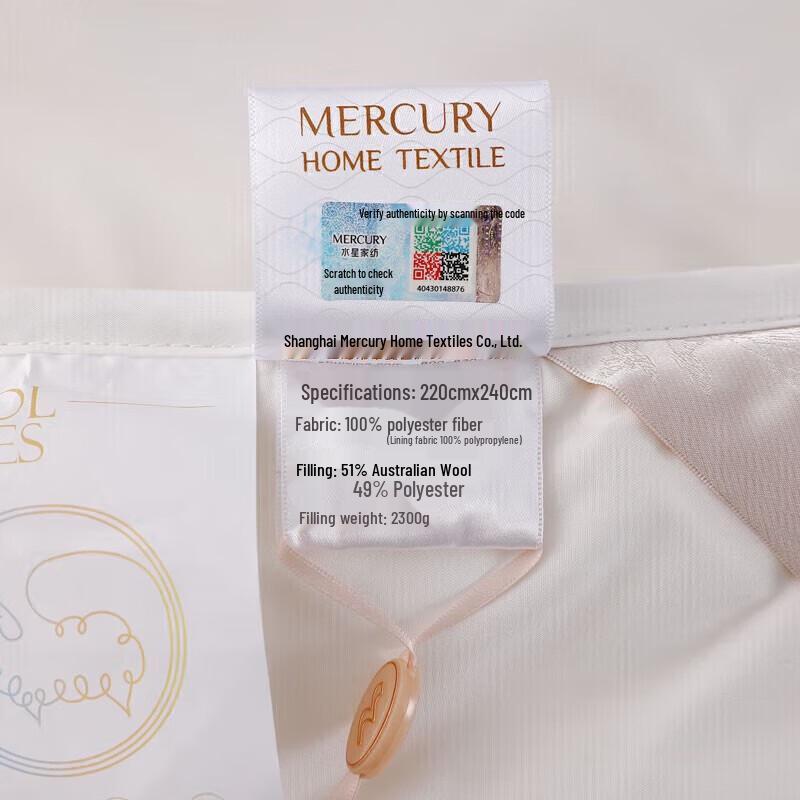 MERCURY
HOME TEXTILE
Verify authenticity by scanning the code
MERCURY
水星家纺
Scratch to check
authenticity
40430148876
Shanghai Mercury Home Textiles Co., Ltd.
Specifications: 220cmx240cm
Fabric: 100% polyester fiber
(Lining fabric 100% polypropylene)
Filling: 51% Australian Wool
49% Polyester
Filling weight: 2300g
OL
ES